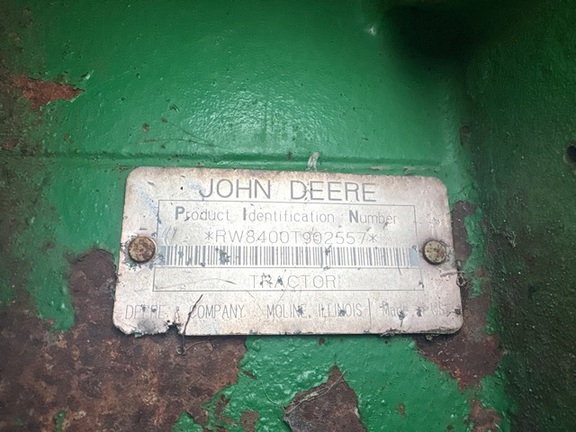 JOHN DEERE
Product Identification Number
*RW8400T902557*
TRACTOR
DEERE & COMPANY MOLINE, ILLINOIS